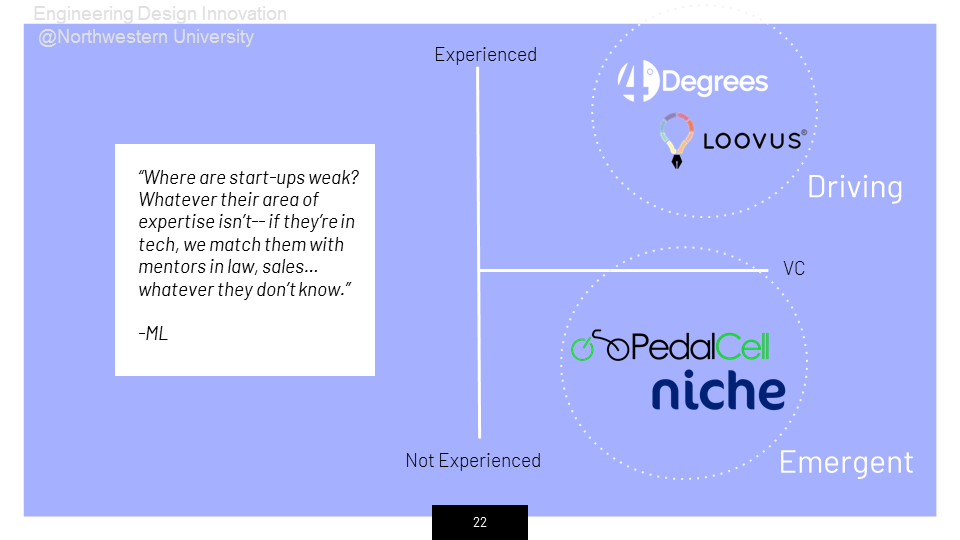 Engineering Design Innovation
@Northwestern University
Experienced
4Degrees
LOOVUS®
Driving
“Where are start-ups weak?
Whatever their area of
expertise isn’t-- if they’re in
tech, we match them with
mentors in law, sales...
whatever they don’t know.”
-ML
VC
PedalCell
niche
Not Experienced
Emergent
22